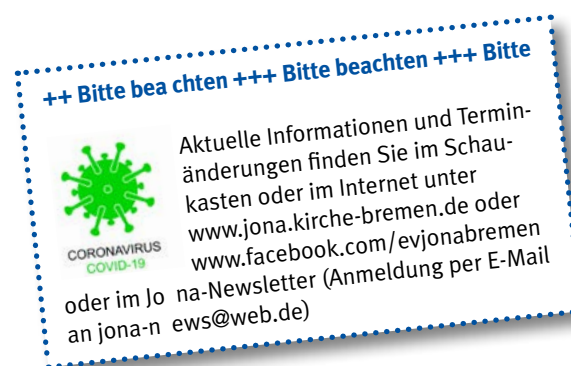 ++ Bitte bea chten +++ Bitte beachten +++ Bitte
Aktuelle Informationen und Termin-
änderungen finden Sie im Schau-
kasten oder im Internet unter
www.jona.kirche-bremen.de oder
www.facebook.com/evjonabremen
CORONAVIRUS
COVID-19
oder im Jo na-Newsletter (Anmeldung per E-Mail
an jona-n ews@web.de)